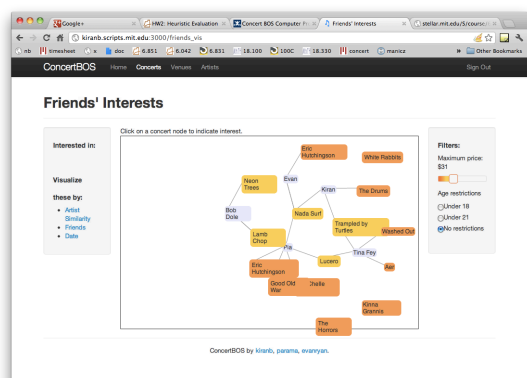 Google+
HW2: Heuristic Evaluation
Concert BOS Computer Pr
Friends' Interests
stellar.mit.edu/S/course/
kiranb.scripts.mit.edu:3000/friends_vis
nb
timesheet
x
doc
6.851
6.042
6.831
18.100
100C
18.330
concert
maricz
Other Bookmarks
ConcertBOS
Home
Concerts
Venues
Artists
Sign Out
Friends' Interests
Interested in:
Visualize
these by:
Artist
Similarity
Friends
Date
Click on a concert node to indicate interest.
Eric
Hutchingson
White Rabbits
Neon
Trees
Evan
Kiran
The Drums
Bob
Dole
Nada Surf
Trampled by
Turtles
Washed Out
Lamb
Chop
Pia
Tina Fey
Eric
Hutchingson
Lucero
Aer
Good Old
War
Challe
Kinna
Grannis
The
Horrors
Filters:
Maximum price:
$31
Age restrictions
Under 18
Under 21
No restrictions
ConcertBOS by kiranb, parama, evanryan.